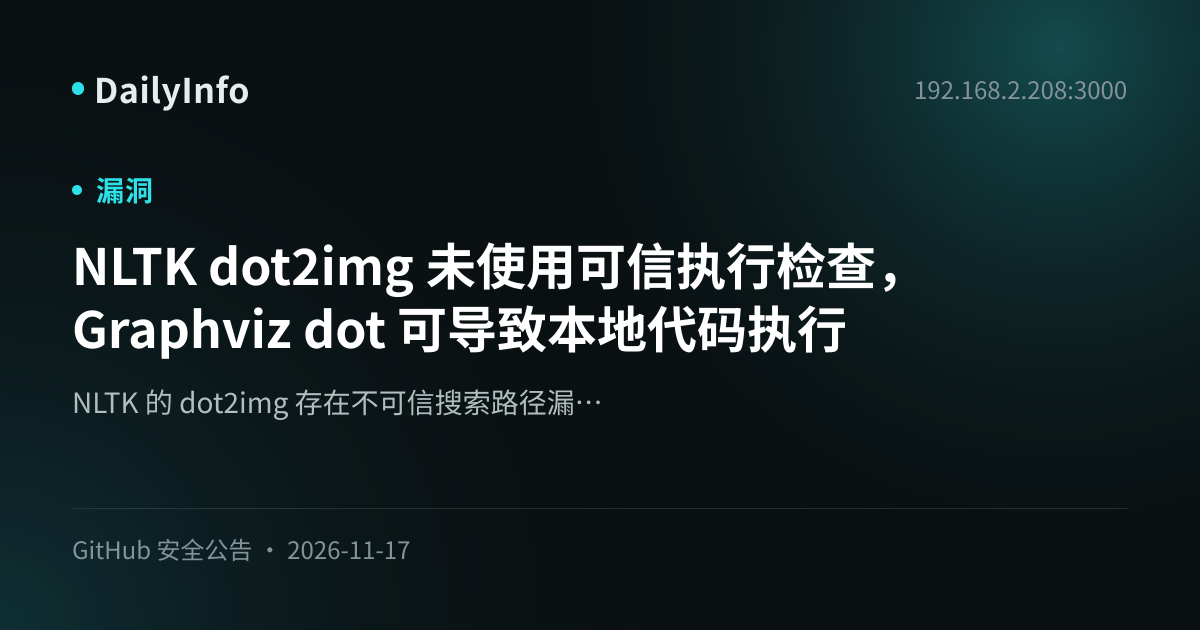 DailyInfo
192.168.2.208:3000
漏洞
NLTK dot2img 未使用可信执行检查，
Graphviz dot 可导致本地代码执行
NLTK 的 dot2img 存在不可信搜索路径漏…
GitHub 安全公告 · 2026-11-17